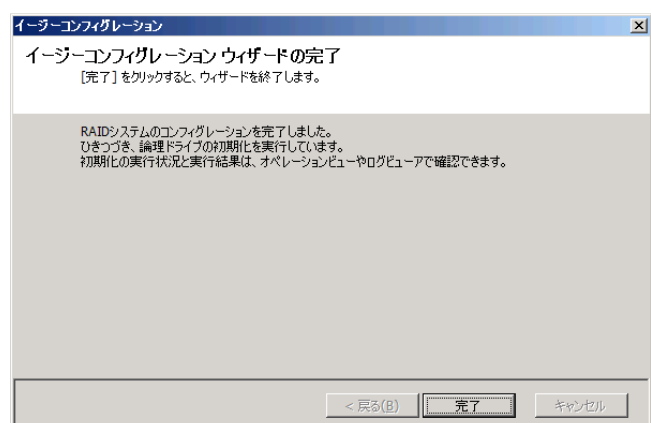 イージーコンフィグレーション
イージーコンフィグレーション ウィザードの完了
[完了] をクリックすると、ウィザードを終了します。
RAIDシステムのコンフィグレーションを完了しました。
ひきつづき、論理ドライブの初期化を実行しています。
初期化の実行状況と実行結果は、オペレーションビューやログビューアで確認できます。
< 戻る(B) 完了 キャンセル